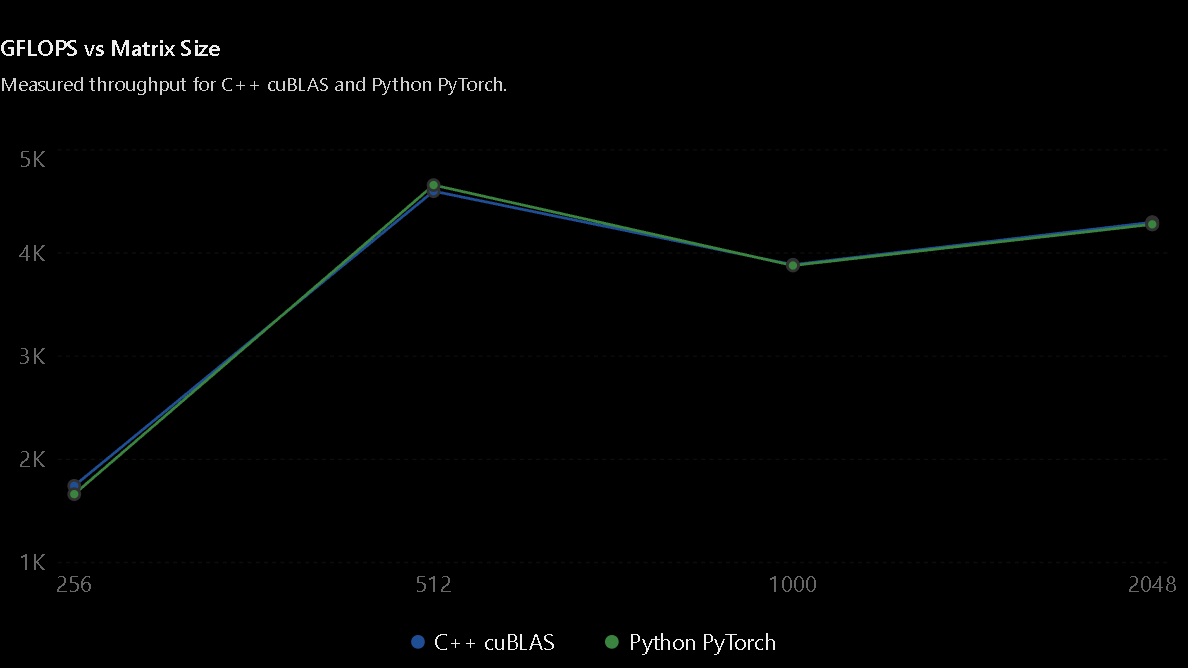 GFLOPS vs Matrix Size
Measured throughput for C++ cuBLAS and Python PyTorch.
5K
4K
3K
2K
1K
256 512 1000 2048
C++ cuBLAS Python PyTorch